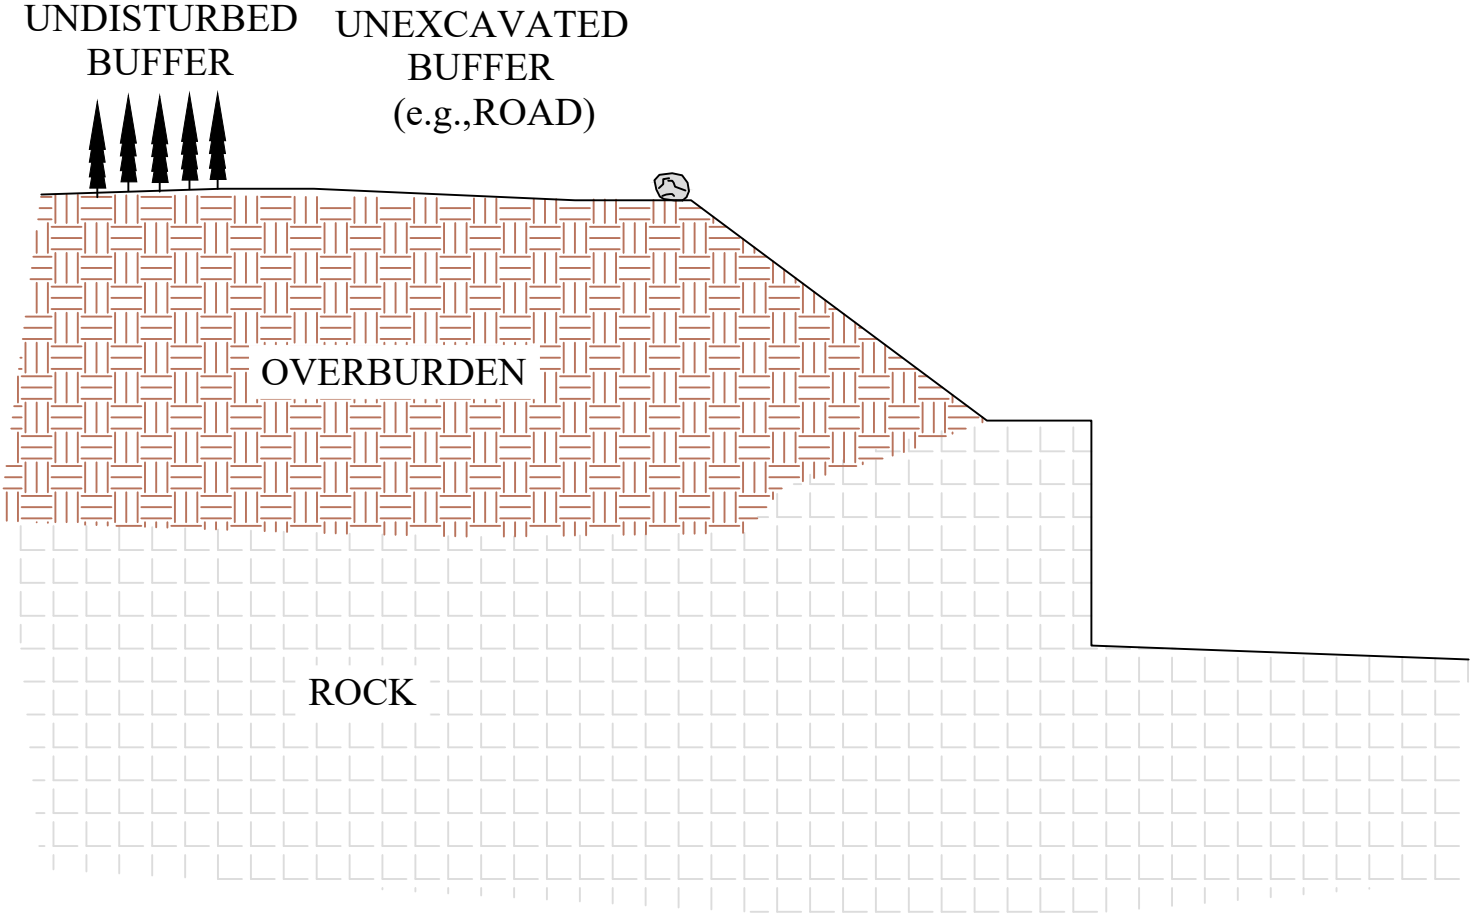 UNDISTURBED
BUFFER
UNEXCAVATED
BUFFER
(e.g.,ROAD)
OVERBURDEN
ROCK